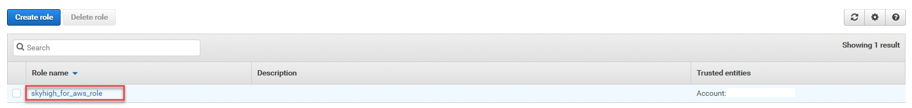 Create role Delete role
Search Showing 1 result
Role name Description Trusted entities
skyhigh_for_aws_role Account: